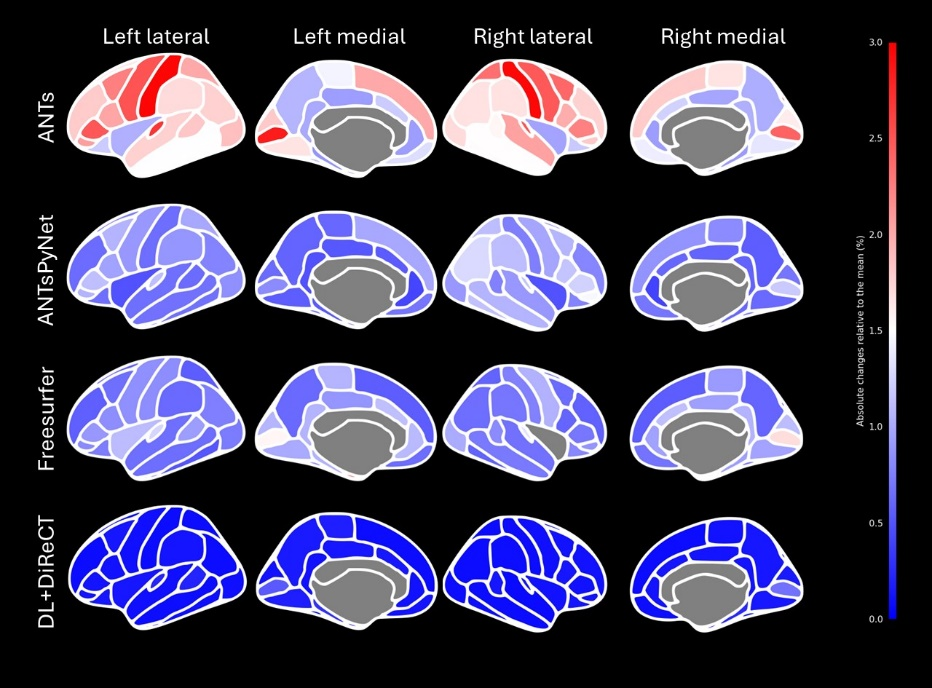 Left lateral
Left medial
Right lateral
Right medial
ANTs
ANTsPyNet
Freesurfer
DL+DiReCT
3.0
2.5
2.0
1.5
1.0
0.5
0.0
Absolute changes relative to the mean (%)